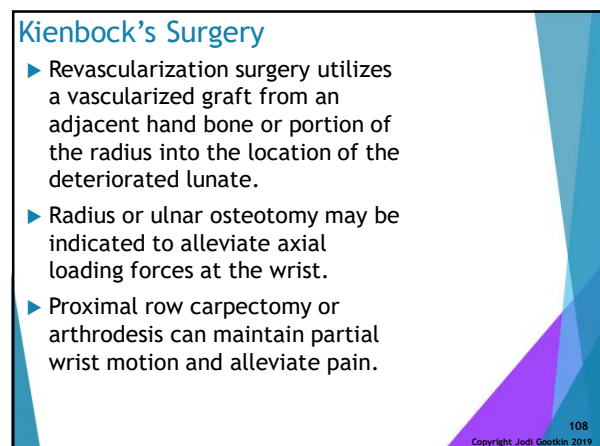 Kienbock's Surgery
▶ Revascularization surgery utilizes
a vascularized graft from an
adjacent hand bone or portion of
the radius into the location of the
deteriorated lunate.
▶ Radius or ulnar osteotomy may be
indicated to alleviate axial
loading forces at the wrist.
▶ Proximal row carpectomy or
arthrodesis can maintain partial
wrist motion and alleviate pain.
108
Copyright Jodi Gootkin 2019